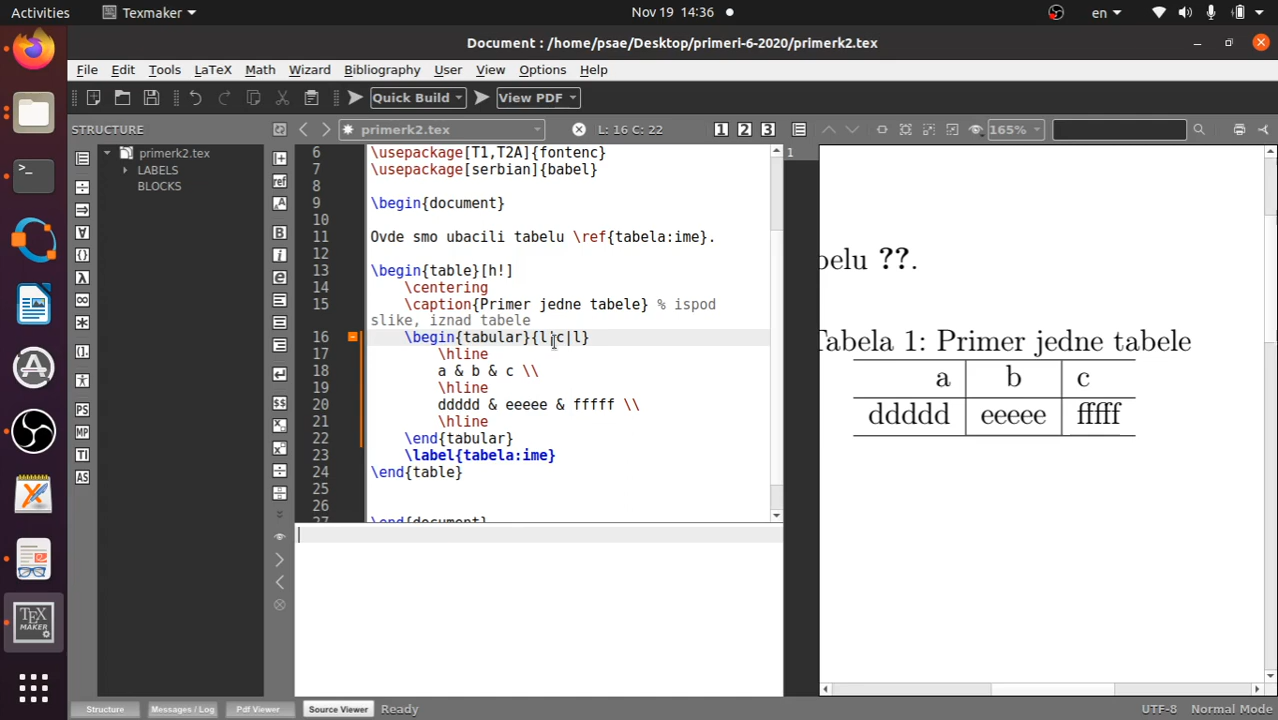 Activities Texmaker Nov 19 14:36 en
Document : /home/psae/Desktop/primeri-6-2020/primerk2.tex
File Edit Tools LaTeX Math Wizard Bibliography User View Options Help
Quick Build View PDF
STRUCTURE primerk2.tex L: 16 C: 22 1 2 3 165%
primerk2.tex
LABELS
BLOCKS
6 \usepackage[T1,T2A]{fontenc}
7 \usepackage[serbian]{babel}
8
9 \begin{document}
10
11 Ovde smo ubacili tabelu \ref{tabela:ime}.
12
13 \begin{table}[h!]
14 \centering
15 \caption{Primer jedne tabele} % ispod
slike, iznad tabele
16 \begin{tabular}{l|c|l}
17 \hline
18 a & b & c \\
19 \hline
20 ddddd & eeeee & fffff \\
21 \hline
22 \end{tabular}
23 \label{tabela:ime}
24 \end{table}
25
26
27 \end{document}
1
belu ??.
Tabela 1: Primer jedne tabele
a b c
ddddd eeeee fffff
Structure Messages / Log Pdf Viewer Source Viewer Ready UTF-8 Normal Mode